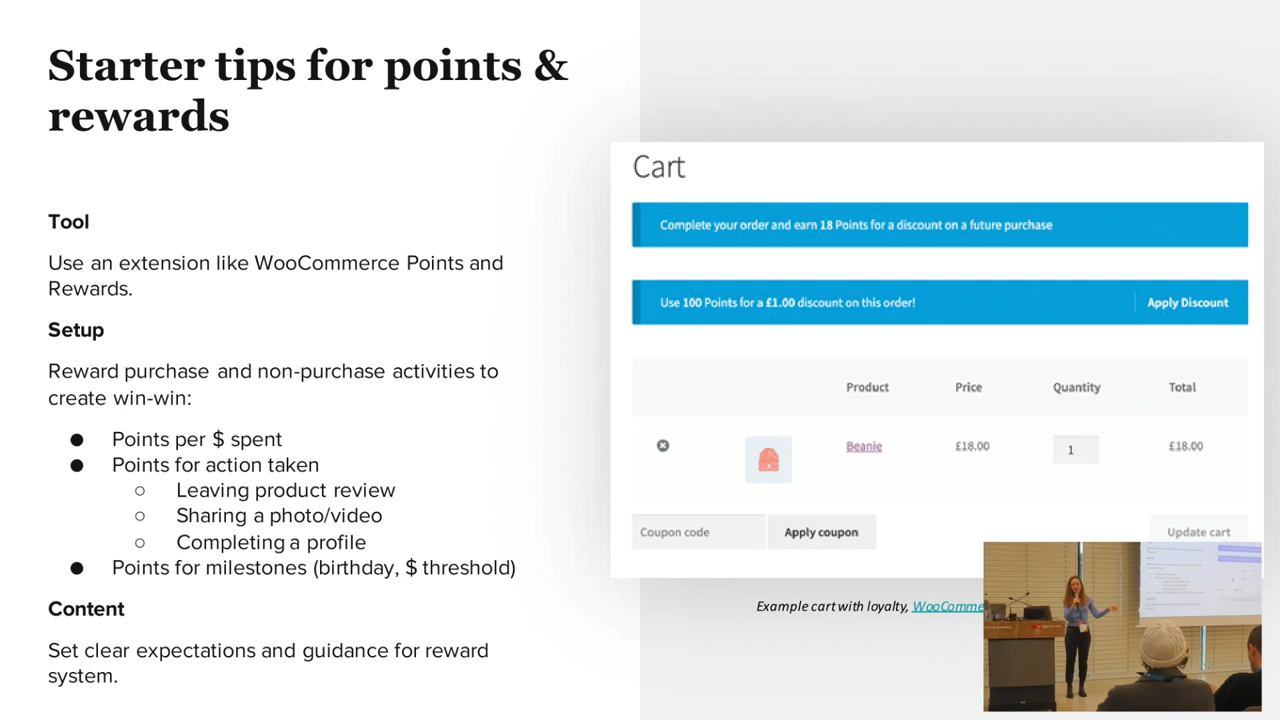 Starter tips for points &
rewards
Tool
Use an extension like WooCommerce Points and
Rewards.
Setup
Reward purchase and non-purchase activities to
create win-win:
● Points per $ spent
● Points for action taken
○ Leaving product review
○ Sharing a photo/video
○ Completing a profile
● Points for milestones (birthday, $ threshold)
Content
Set clear expectations and guidance for reward
system.
Cart
Complete your order and earn 18 Points for a discount on a future purchase
Use 100 Points for a £1.00 discount on this order! Apply Discount
Product Price Quantity Total
Beanie £18.00 1 £18.00
Coupon code Apply coupon Update cart
Example cart with loyalty, WooComme